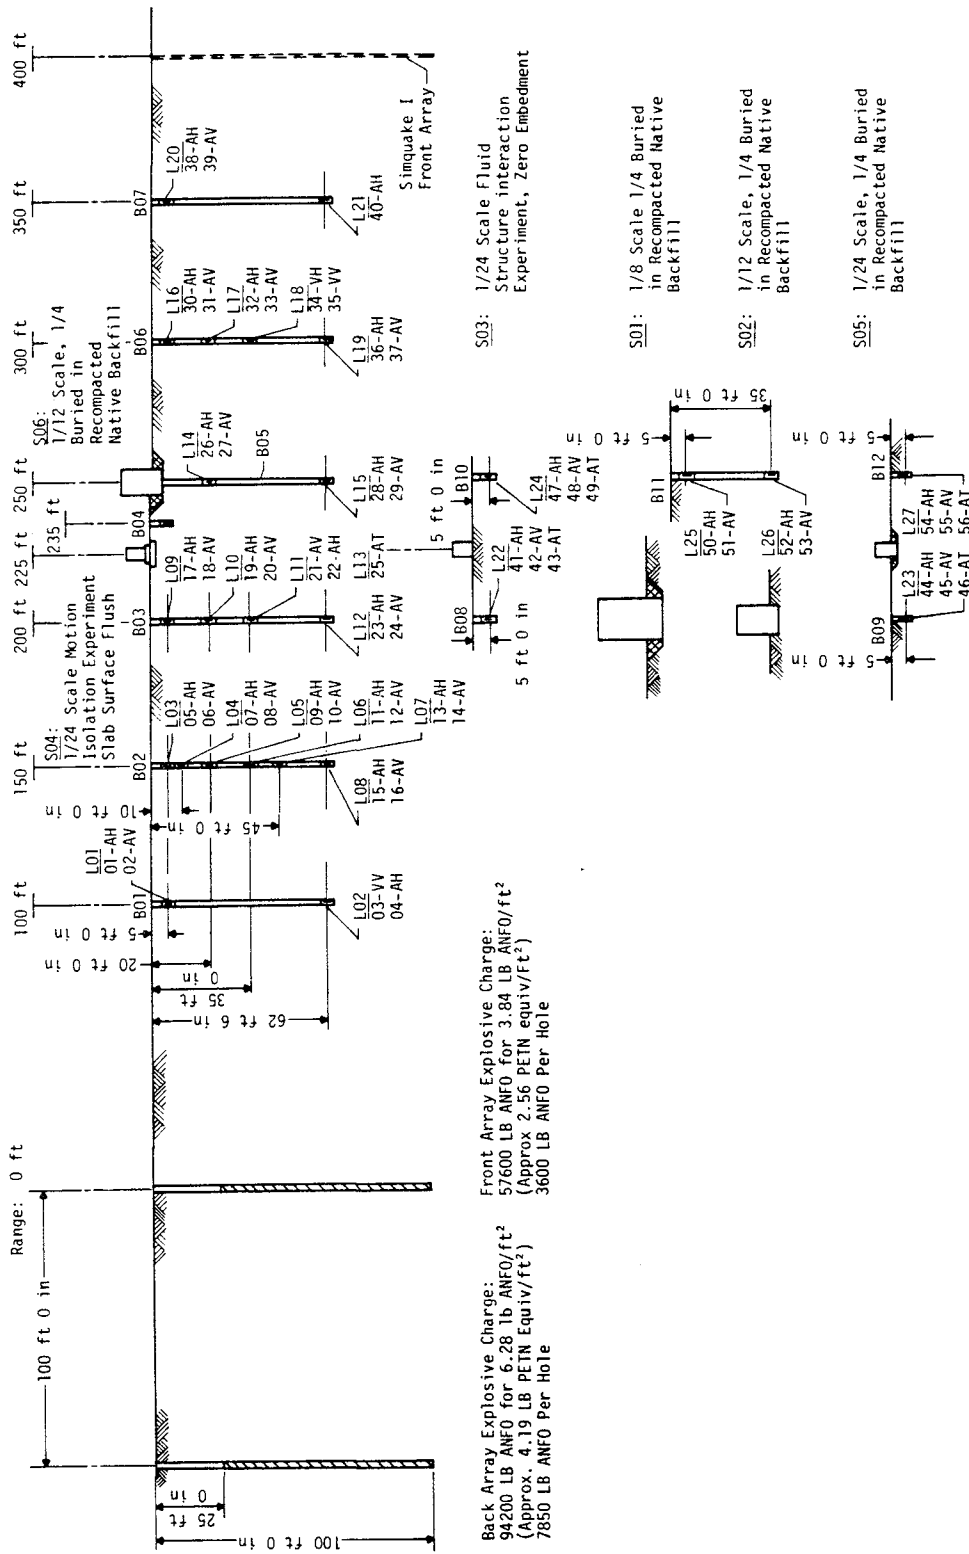 Range: 0 ft
100 ft
150 ft
200 ft
225 ft
235 ft
250 ft
300 ft
350 ft
400 ft
100 ft 0 in
25 ft
0 in
100 ft 0 in
5 ft 0 in
20 ft 0 in
35 ft
0 in
62 ft 6 in
10 ft 0 in
45 ft 0 in
S04:
1/24 Scale Motion
Isolation Experiment
Slab Surface Flush
S06:
1/12 Scale, 1/4
Buried in
Recompacted
Native Backfill
B01
L01
01-AH
02-AV
L02
03-VV
04-AH
B02
L03
05-AH
06-AV
L04
07-AH
08-AV
L05
09-AH
10-AV
L06
11-AH
12-AV
L07
13-AH
14-AV
L08
15-AH
16-AV
B03
L09
17-AH
18-AV
L10
19-AH
20-AV
L11
21-AV
22-AH
L12
23-AH
24-AV
L13
25-AT
B04
L14
26-AH
27-AV
B05
L15
28-AH
29-AV
B06
L16
30-AH
31-AV
L17
32-AH
33-AV
L18
34-VH
35-VV
L19
36-AH
37-AV
B07
L20
38-AH
39-AV
L21
40-AH
Simquake I
Front Array
Back Array Explosive Charge:
94200 LB ANFO for 6.28 lb ANFO/ft²
(Approx. 4.19 LB PETN Equiv/ft²)
7850 LB ANFO Per Hole
Front Array Explosive Charge:
57600 LB ANFO for 3.84 LB ANFO/ft²
(Approx 2.56 PETN equiv/Ft²)
3600 LB ANFO Per Hole
B08
5 ft 0 in
L22
41-AH
42-AV
43-AT
5 ft 0 in
B10
L24
47-AH
48-AV
49-AT
S03: 1/24 Scale Fluid
Structure interaction
Experiment, Zero Embedment
B11
5 ft 0 in
35 ft 0 in
L25
50-AH
51-AV
L26
52-AH
53-AV
S01: 1/8 Scale 1/4 Buried
in Recompacted Native
Backfill
S02: 1/12 Scale, 1/4 Buried
in Recompacted Native
Backfill
B09
5 ft 0 in
L23
44-AH
45-AV
46-AT
B12
5 ft 0 in
L27
54-AH
55-AV
56-AT
S05: 1/24 Scale, 1/4 Buried
in Recompacted Native
Backfill